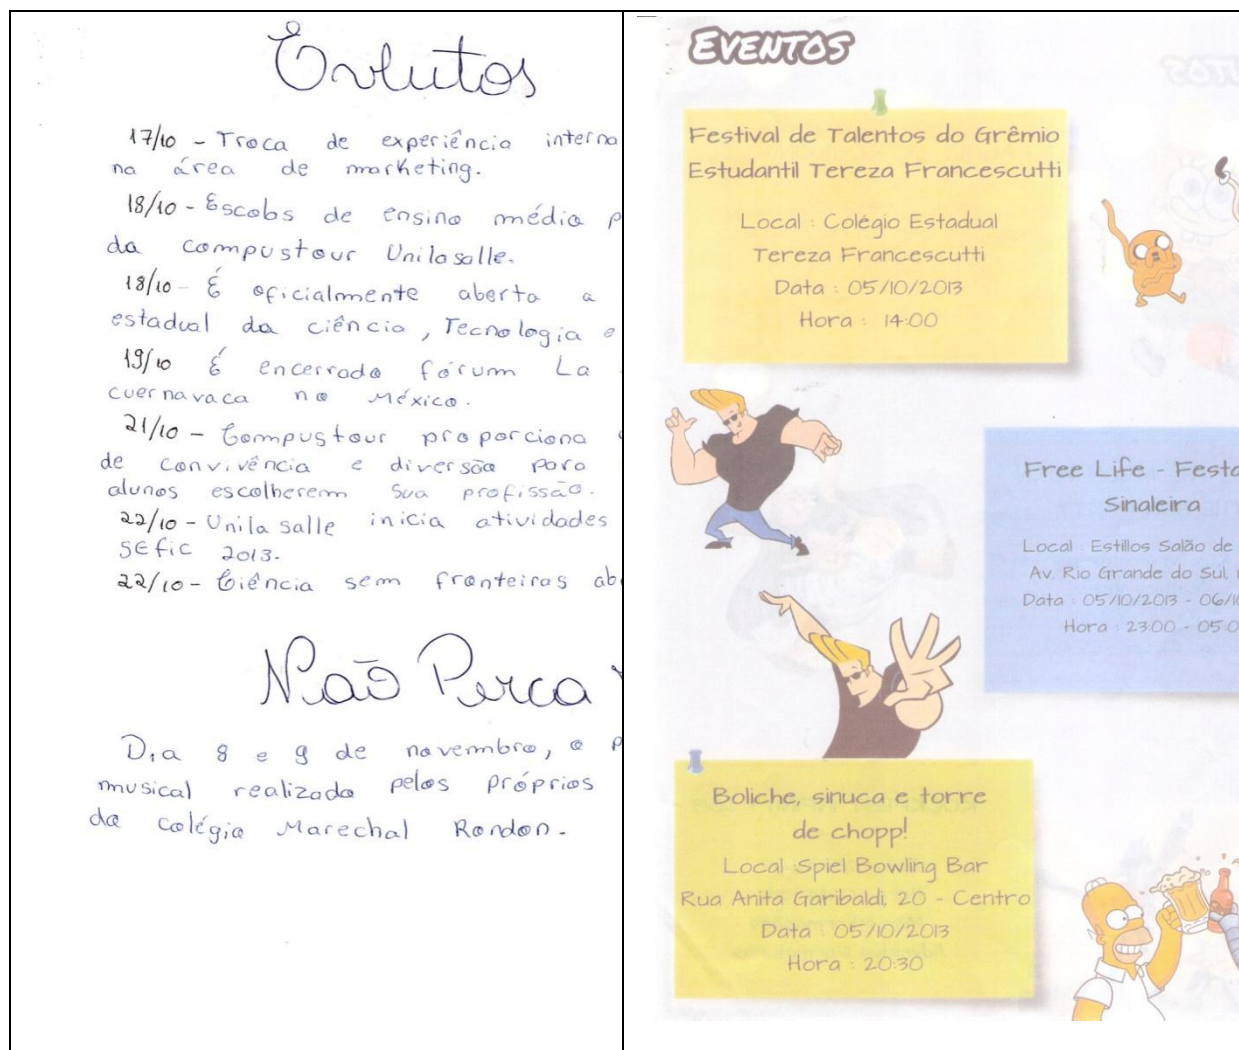 Eventos
17/10 - Troca de experiência interna
na área de marketing.
18/10 - Escolas de ensino médio p
da compustour Unilasalle.
18/10 - É oficialmente aberta a
estadual da ciência, Tecnologia e
19/10 É encerrado fórum La
cuernavaca no México.
21/10 - Compustour proporciona
de convivência e diversão para
alunos escolherem sua profissão.
22/10 - Unila salle inicia atividades
SEfic 2013.
22/10 - Ciência sem fronteiras ab
Não Perca
Dia 8 e 9 de novembro, o p
musical realizado pelos próprios
do colégio Marechal Rondon.
EVENTOS
Festival de Talentos do Grêmio
Estudantil Tereza Francescutti
Local : Colégio Estadual
Tereza Francescutti
Data : 05/10/2013
Hora : 14:00
Free Life - Festa
Sinaleira
Local : Estillos Salão de
Av. Rio Grande do Sul,
Data : 05/10/2013 - 06/10
Hora : 23:00 - 05:0
Boliche, sinuca e torre
de chopp!
Local :Spiel Bowling Bar
Rua Anita Garibaldi, 20 - Centro
Data : 05/10/2013
Hora : 20:30